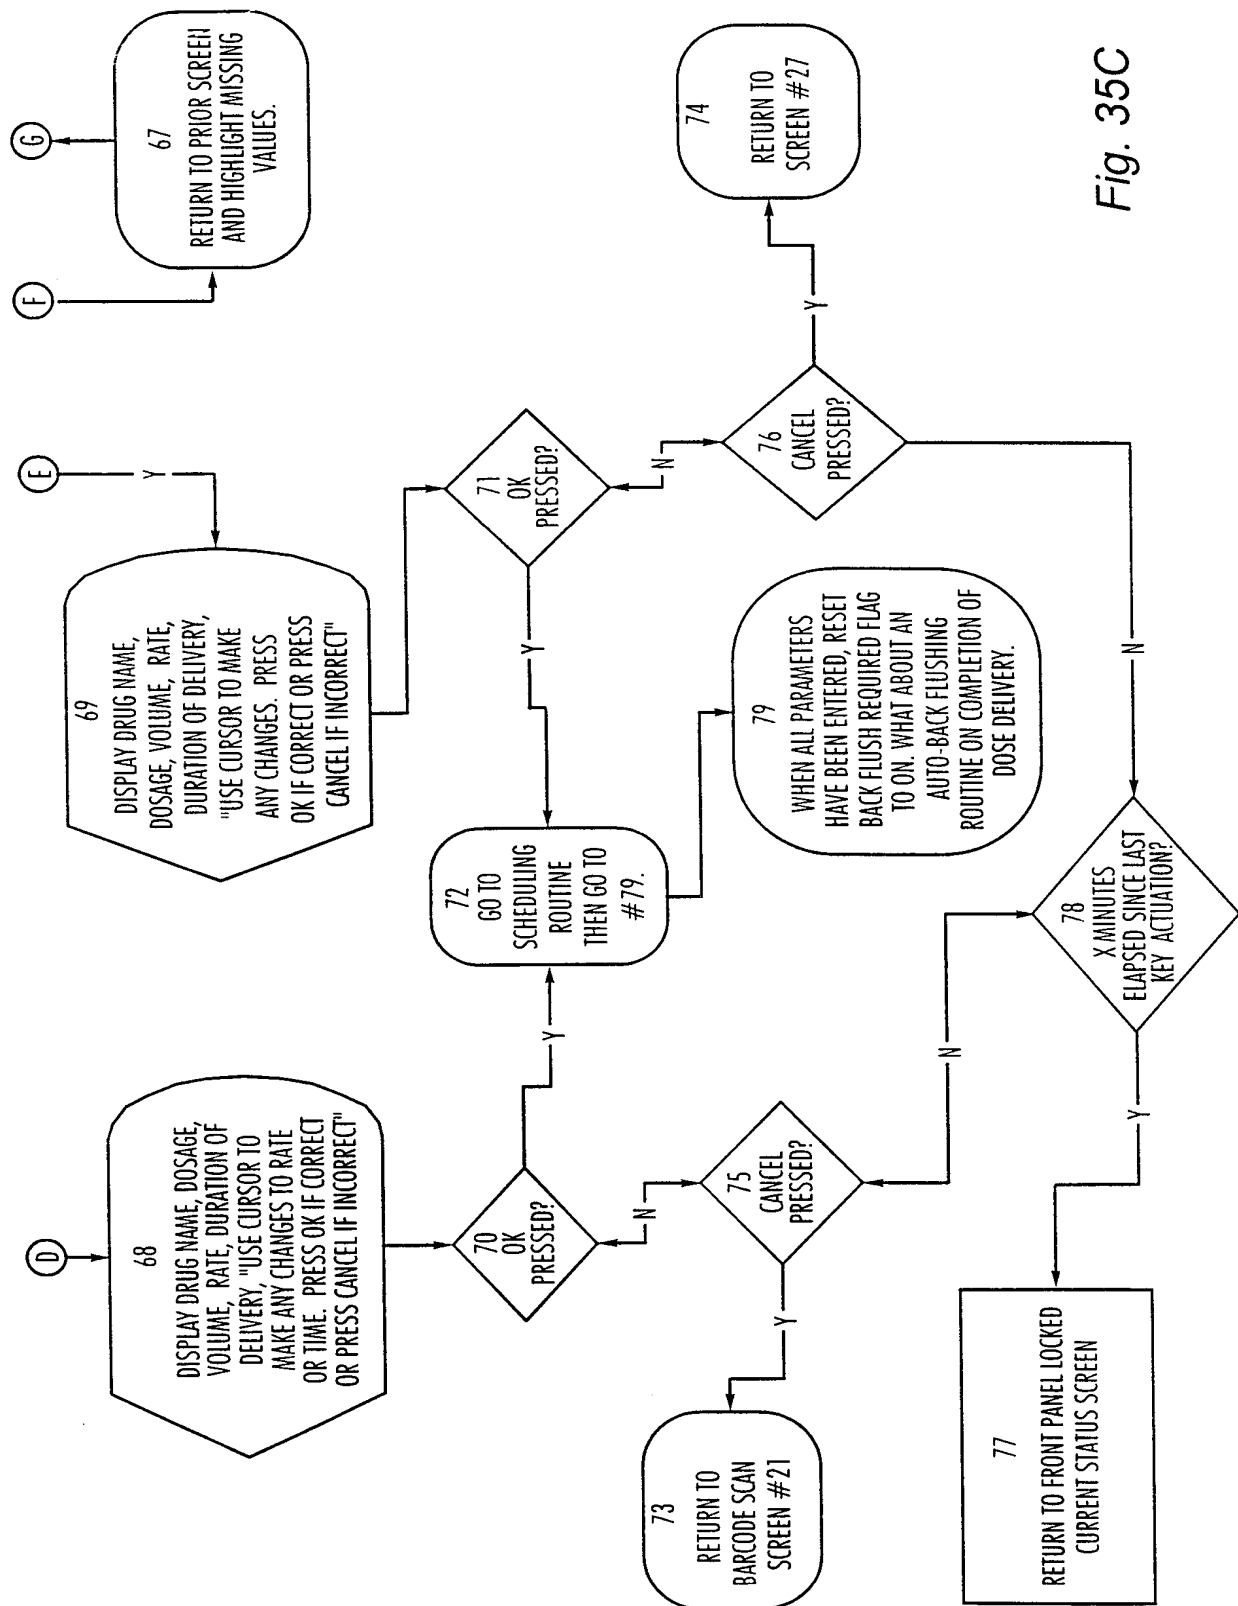 D
68
DISPLAY DRUG NAME, DOSAGE,
VOLUME, RATE, DURATION OF
DELIVERY, "USE CURSOR TO
MAKE ANY CHANGES TO RATE
OR TIME. PRESS OK IF CORRECT
OR PRESS CANCEL IF INCORRECT"
E
Y
69
DISPLAY DRUG NAME,
DOSAGE, VOLUME, RATE,
DURATION OF DELIVERY,
"USE CURSOR TO MAKE
ANY CHANGES. PRESS
OK IF CORRECT OR PRESS
CANCEL IF INCORRECT"
F
G
67
RETURN TO PRIOR SCREEN
AND HIGHLIGHT MISSING
VALUES.
70
OK
PRESSED?
Y
N
72
GO TO
SCHEDULING
ROUTINE
THEN GO TO
#79.
Y
71
OK
PRESSED?
N
73
RETURN TO
BARCODE SCAN
SCREEN #21
Y
75
CANCEL
PRESSED?
N
79
WHEN ALL PARAMETERS
HAVE BEEN ENTERED, RESET
BACK FLUSH REQUIRED FLAG
TO ON. WHAT ABOUT AN
AUTO-BACK FLUSHING
ROUTINE ON COMPLETION OF
DOSE DELIVERY.
76
CANCEL
PRESSED?
Y
N
74
RETURN TO
SCREEN #27
77
RETURN TO FRONT PANEL LOCKED
CURRENT STATUS SCREEN
Y
78
X MINUTES
ELAPSED SINCE LAST
KEY ACTUATION?
Fig. 35C